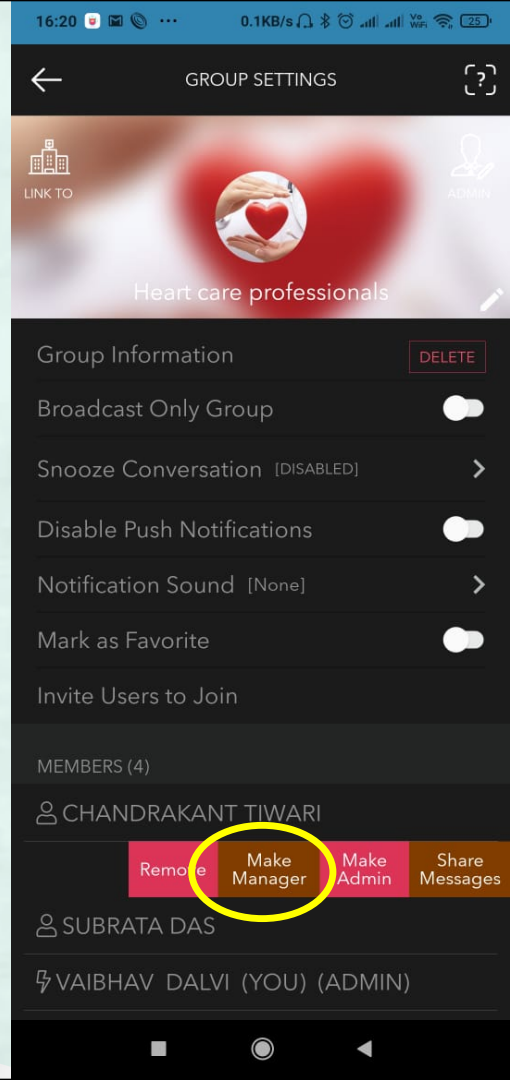 16:20 ... 0.1KB/s Vo WiFi 25
GROUP SETTINGS
LINK TO
ADMIN
Heart care professionals
Group Information DELETE
Broadcast Only Group
Snooze Conversation [DISABLED]
Disable Push Notifications
Notification Sound [None]
Mark as Favorite
Invite Users to Join
MEMBERS (4)
CHANDRAKANT TIWARI
Remove
Make
Manager
Make
Admin
Share
Messages
SUBRATA DAS
VAIBHAV DALVI (YOU) (ADMIN)